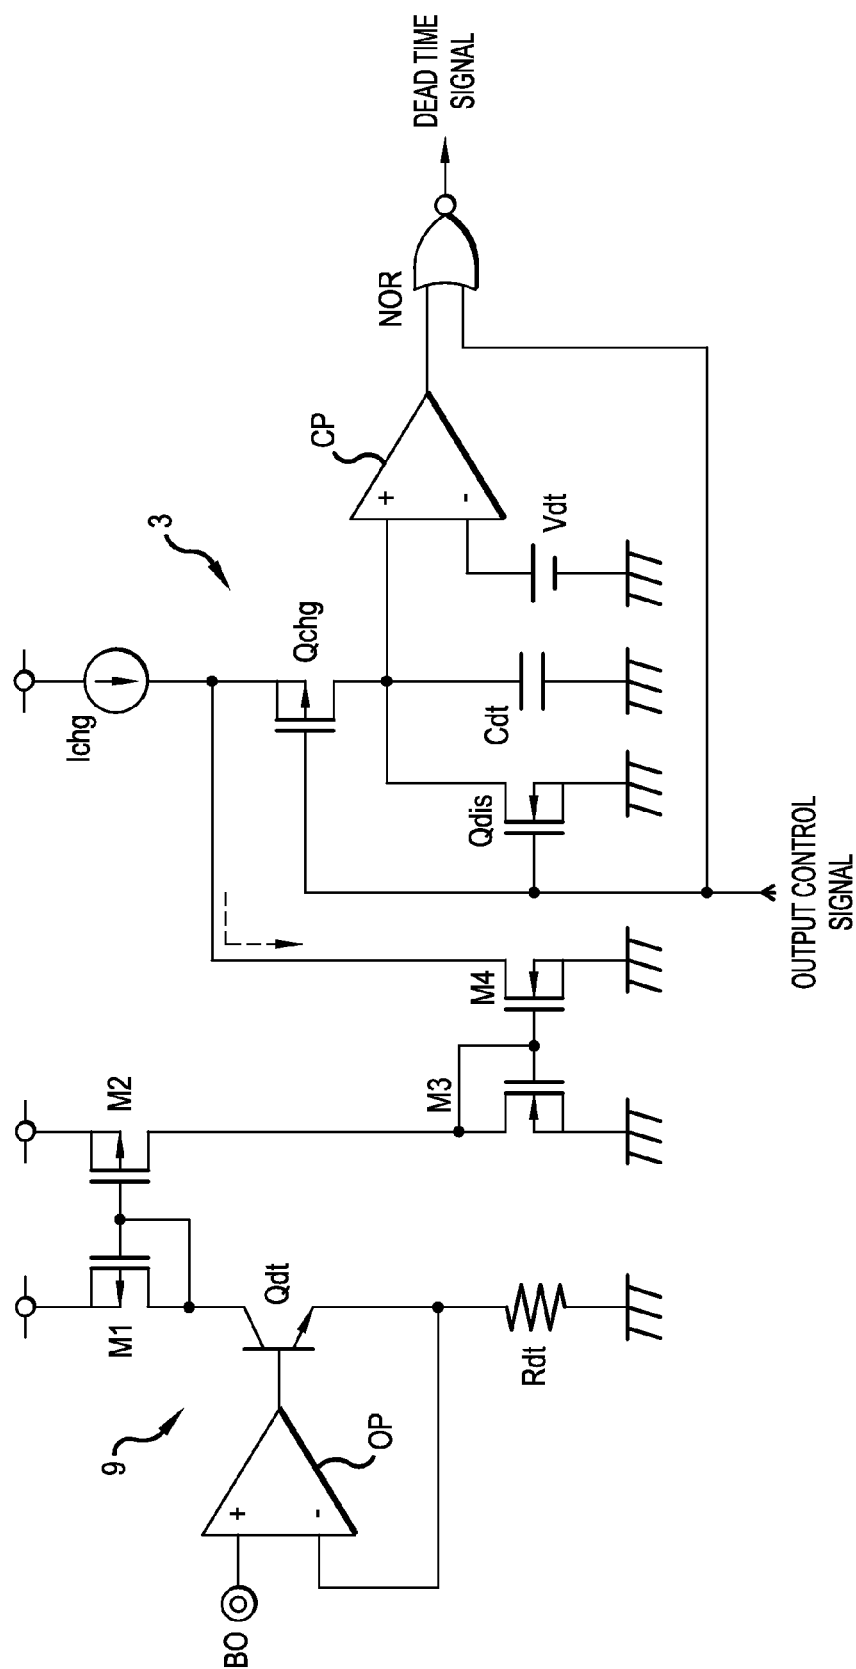 BO
9
+
-
OP
M1
Qdt
Rdt
M2
M3
M4
OUTPUT CONTROL
SIGNAL
Ichg
Qdis
Qchg
Cdt
3
Vdt
CP
+
-
NOR
DEAD TIME
SIGNAL